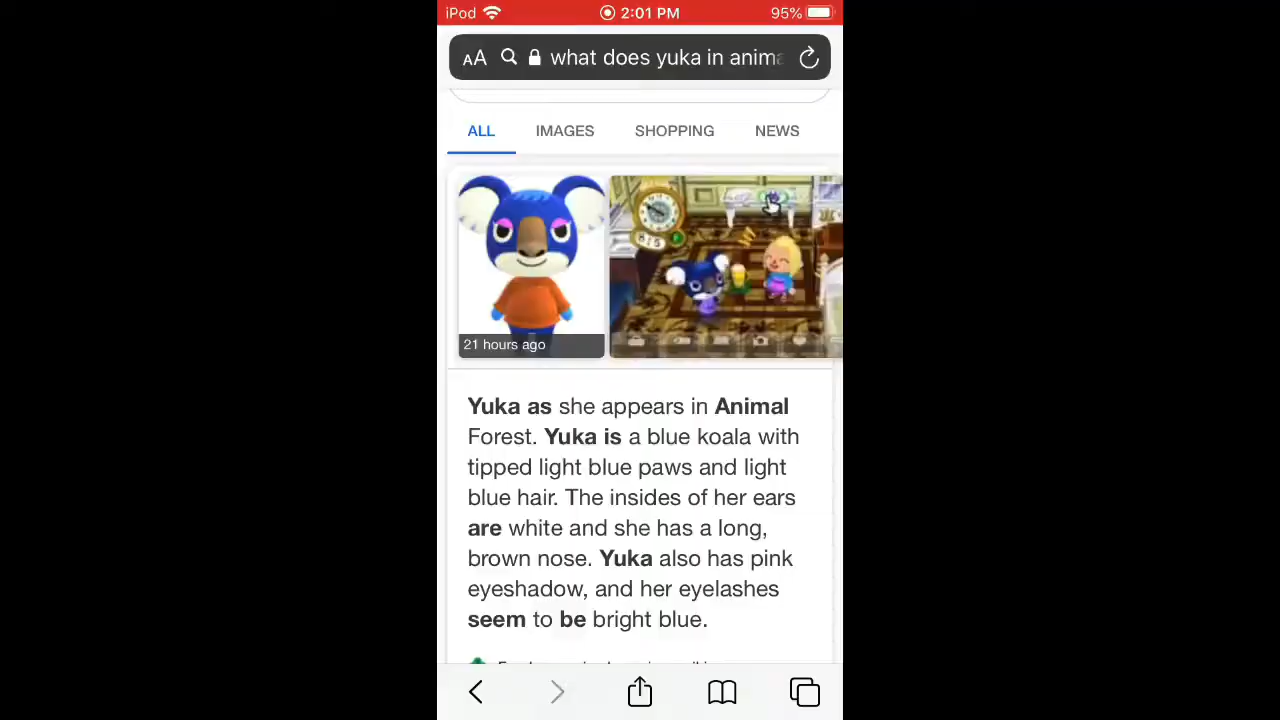 iPod 2:01 PM 95%
AA what does yuka in anima
ALL IMAGES SHOPPING NEWS
21 hours ago
Yuka as she appears in Animal
Forest. Yuka is a blue koala with
tipped light blue paws and light
blue hair. The insides of her ears
are white and she has a long,
brown nose. Yuka also has pink
eyeshadow, and her eyelashes
seem to be bright blue.